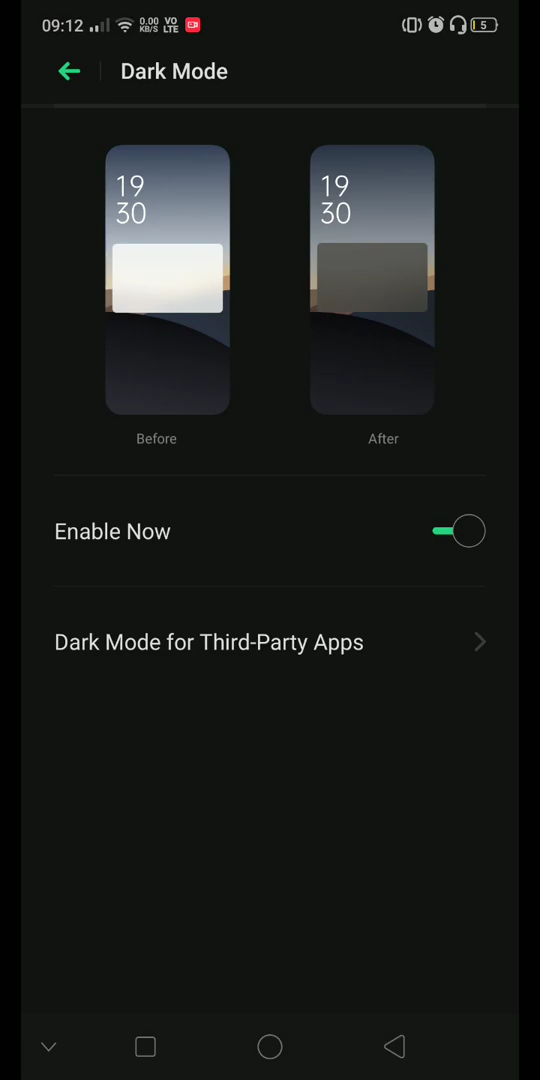 09:12 0.00 KB/S VO LTE 5
Dark Mode
19 19
30 30
Before After
Enable Now
Dark Mode for Third-Party Apps